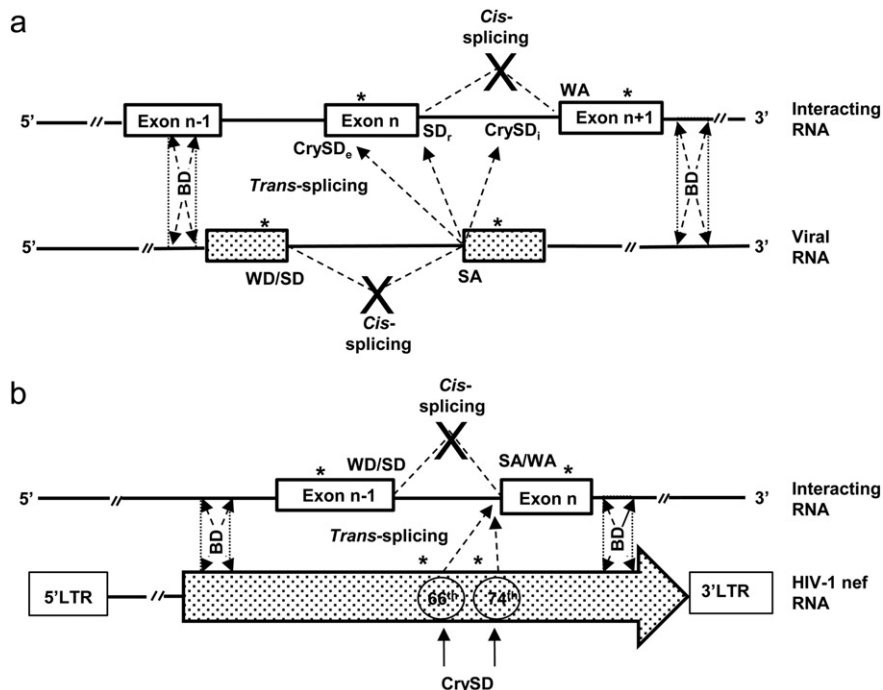 a
Cis-
splicing
WA *
*
5' // Exon n-1 Exon n Exon n+1 // 3' Interacting
RNA
CrySDe SDr CrySDi
BD BD
Trans-splicing
* *
5' // // 3' Viral
RNA
WD/SD SA
Cis-
splicing
b
Cis-
splicing
* WD/SD SA/WA *
5' // Exon n-1 Exon n // 3' Interacting
RNA
Trans-splicing
BD BD
* *
5'LTR // 66th 74th 3'LTR HIV-1 nef
RNA
CrySD